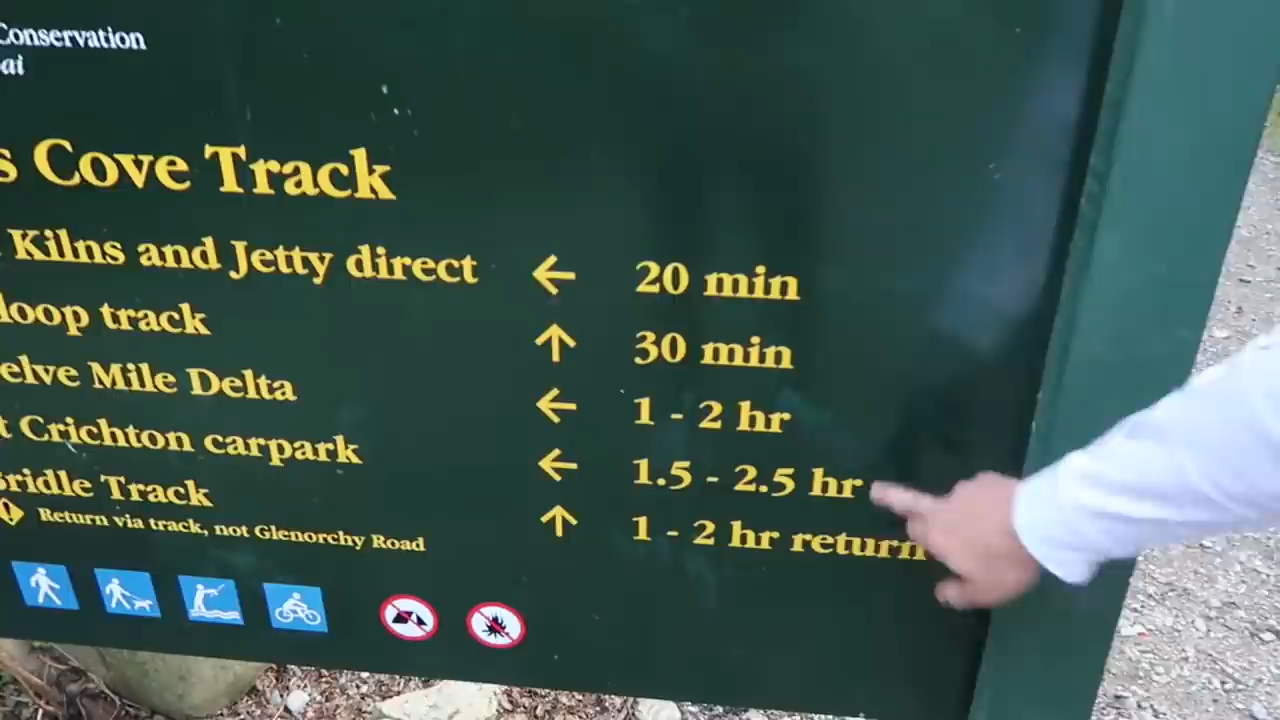 Conservation
s Cove Track
Kilns and Jetty direct ← 20 min
loop track ↑ 30 min
elve Mile Delta ← 1 - 2 hr
t Crichton carpark ← 1.5 - 2.5 hr
Bridle Track ↑ 1 - 2 hr return
Return via track, not Glenorchy Road